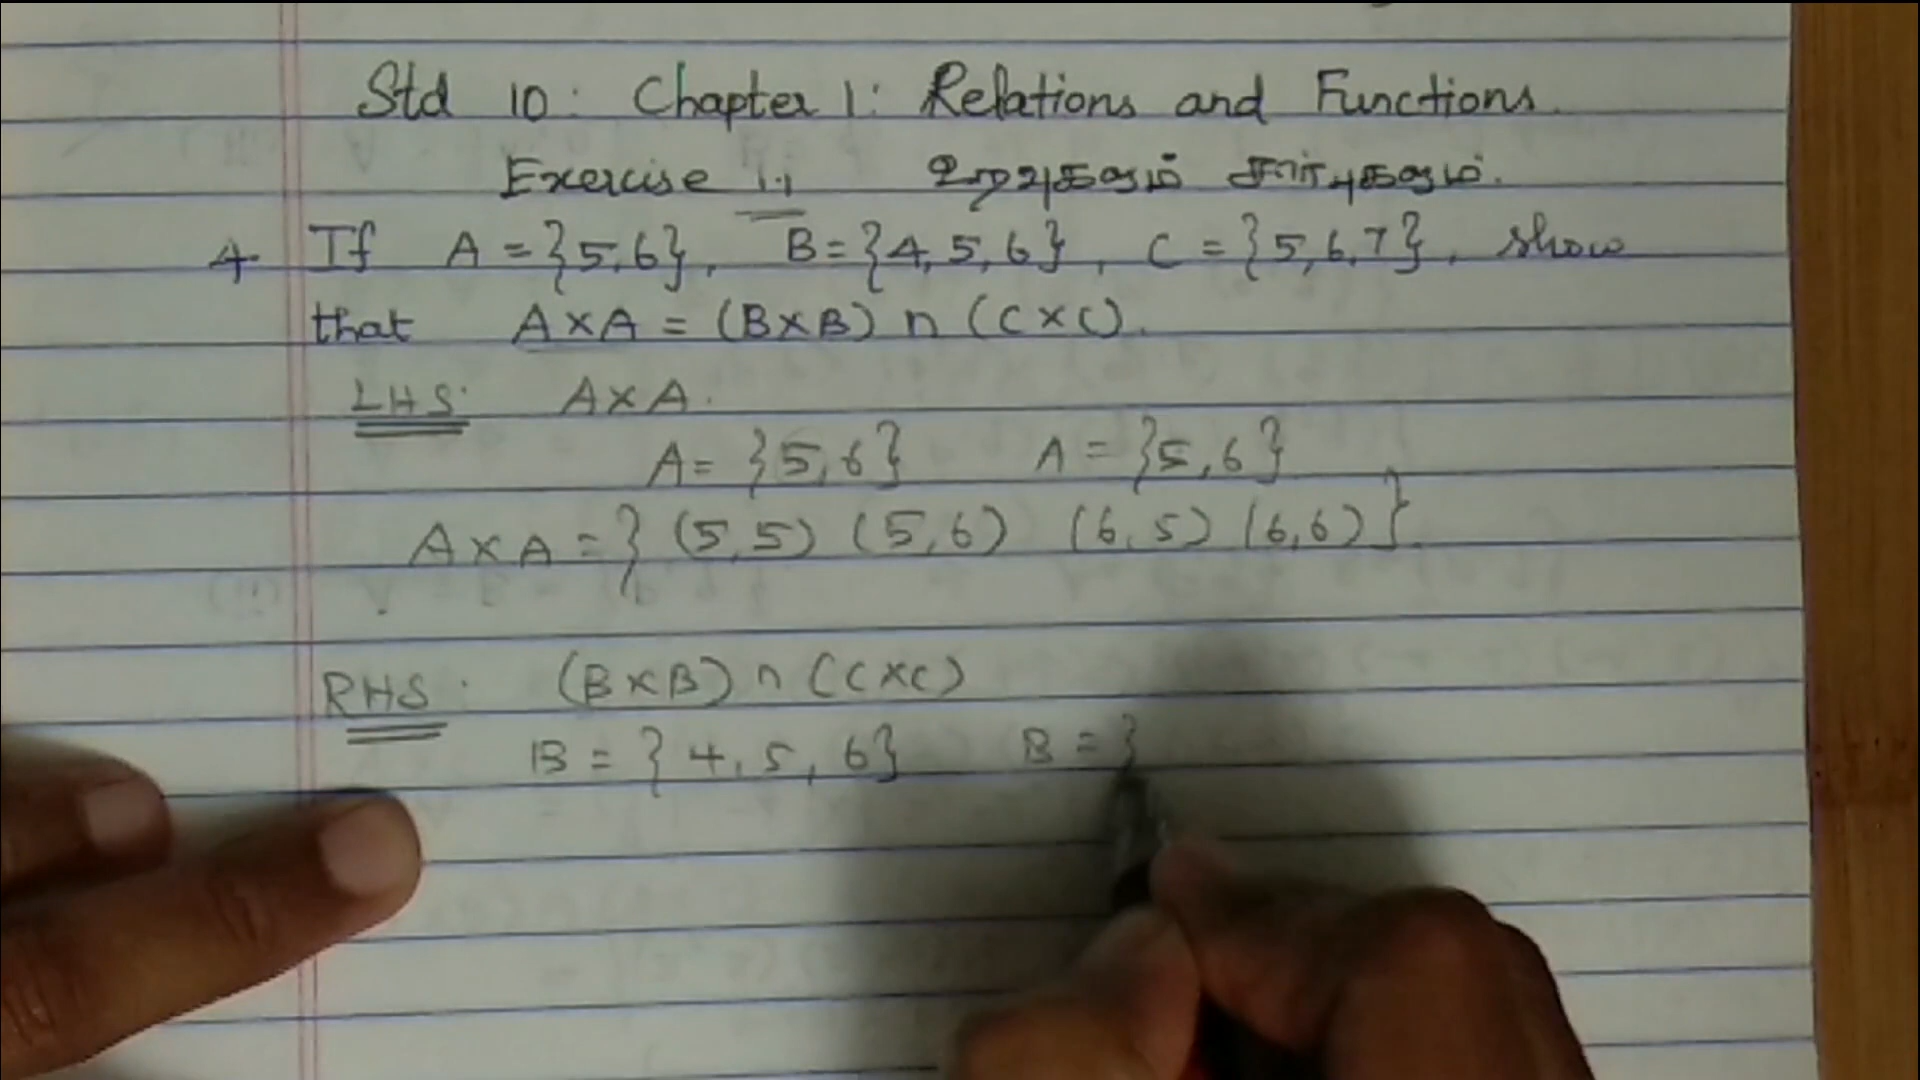 Std 10: Chapter 1: Relations and Functions.
Exercise 1.1 உறவுகளும் சார்புகளும்.
4. If A = {5,6}, B = {4,5,6}, C = {5,6,7}, show
that A×A = (B×B) ∩ (C×C).
LHS: A×A.
A = {5,6} A = {5,6}
A×A = { (5,5) (5,6) (6,5) (6,6) }
RHS: (B×B) ∩ (C×C)
B = {4,5,6} B = {